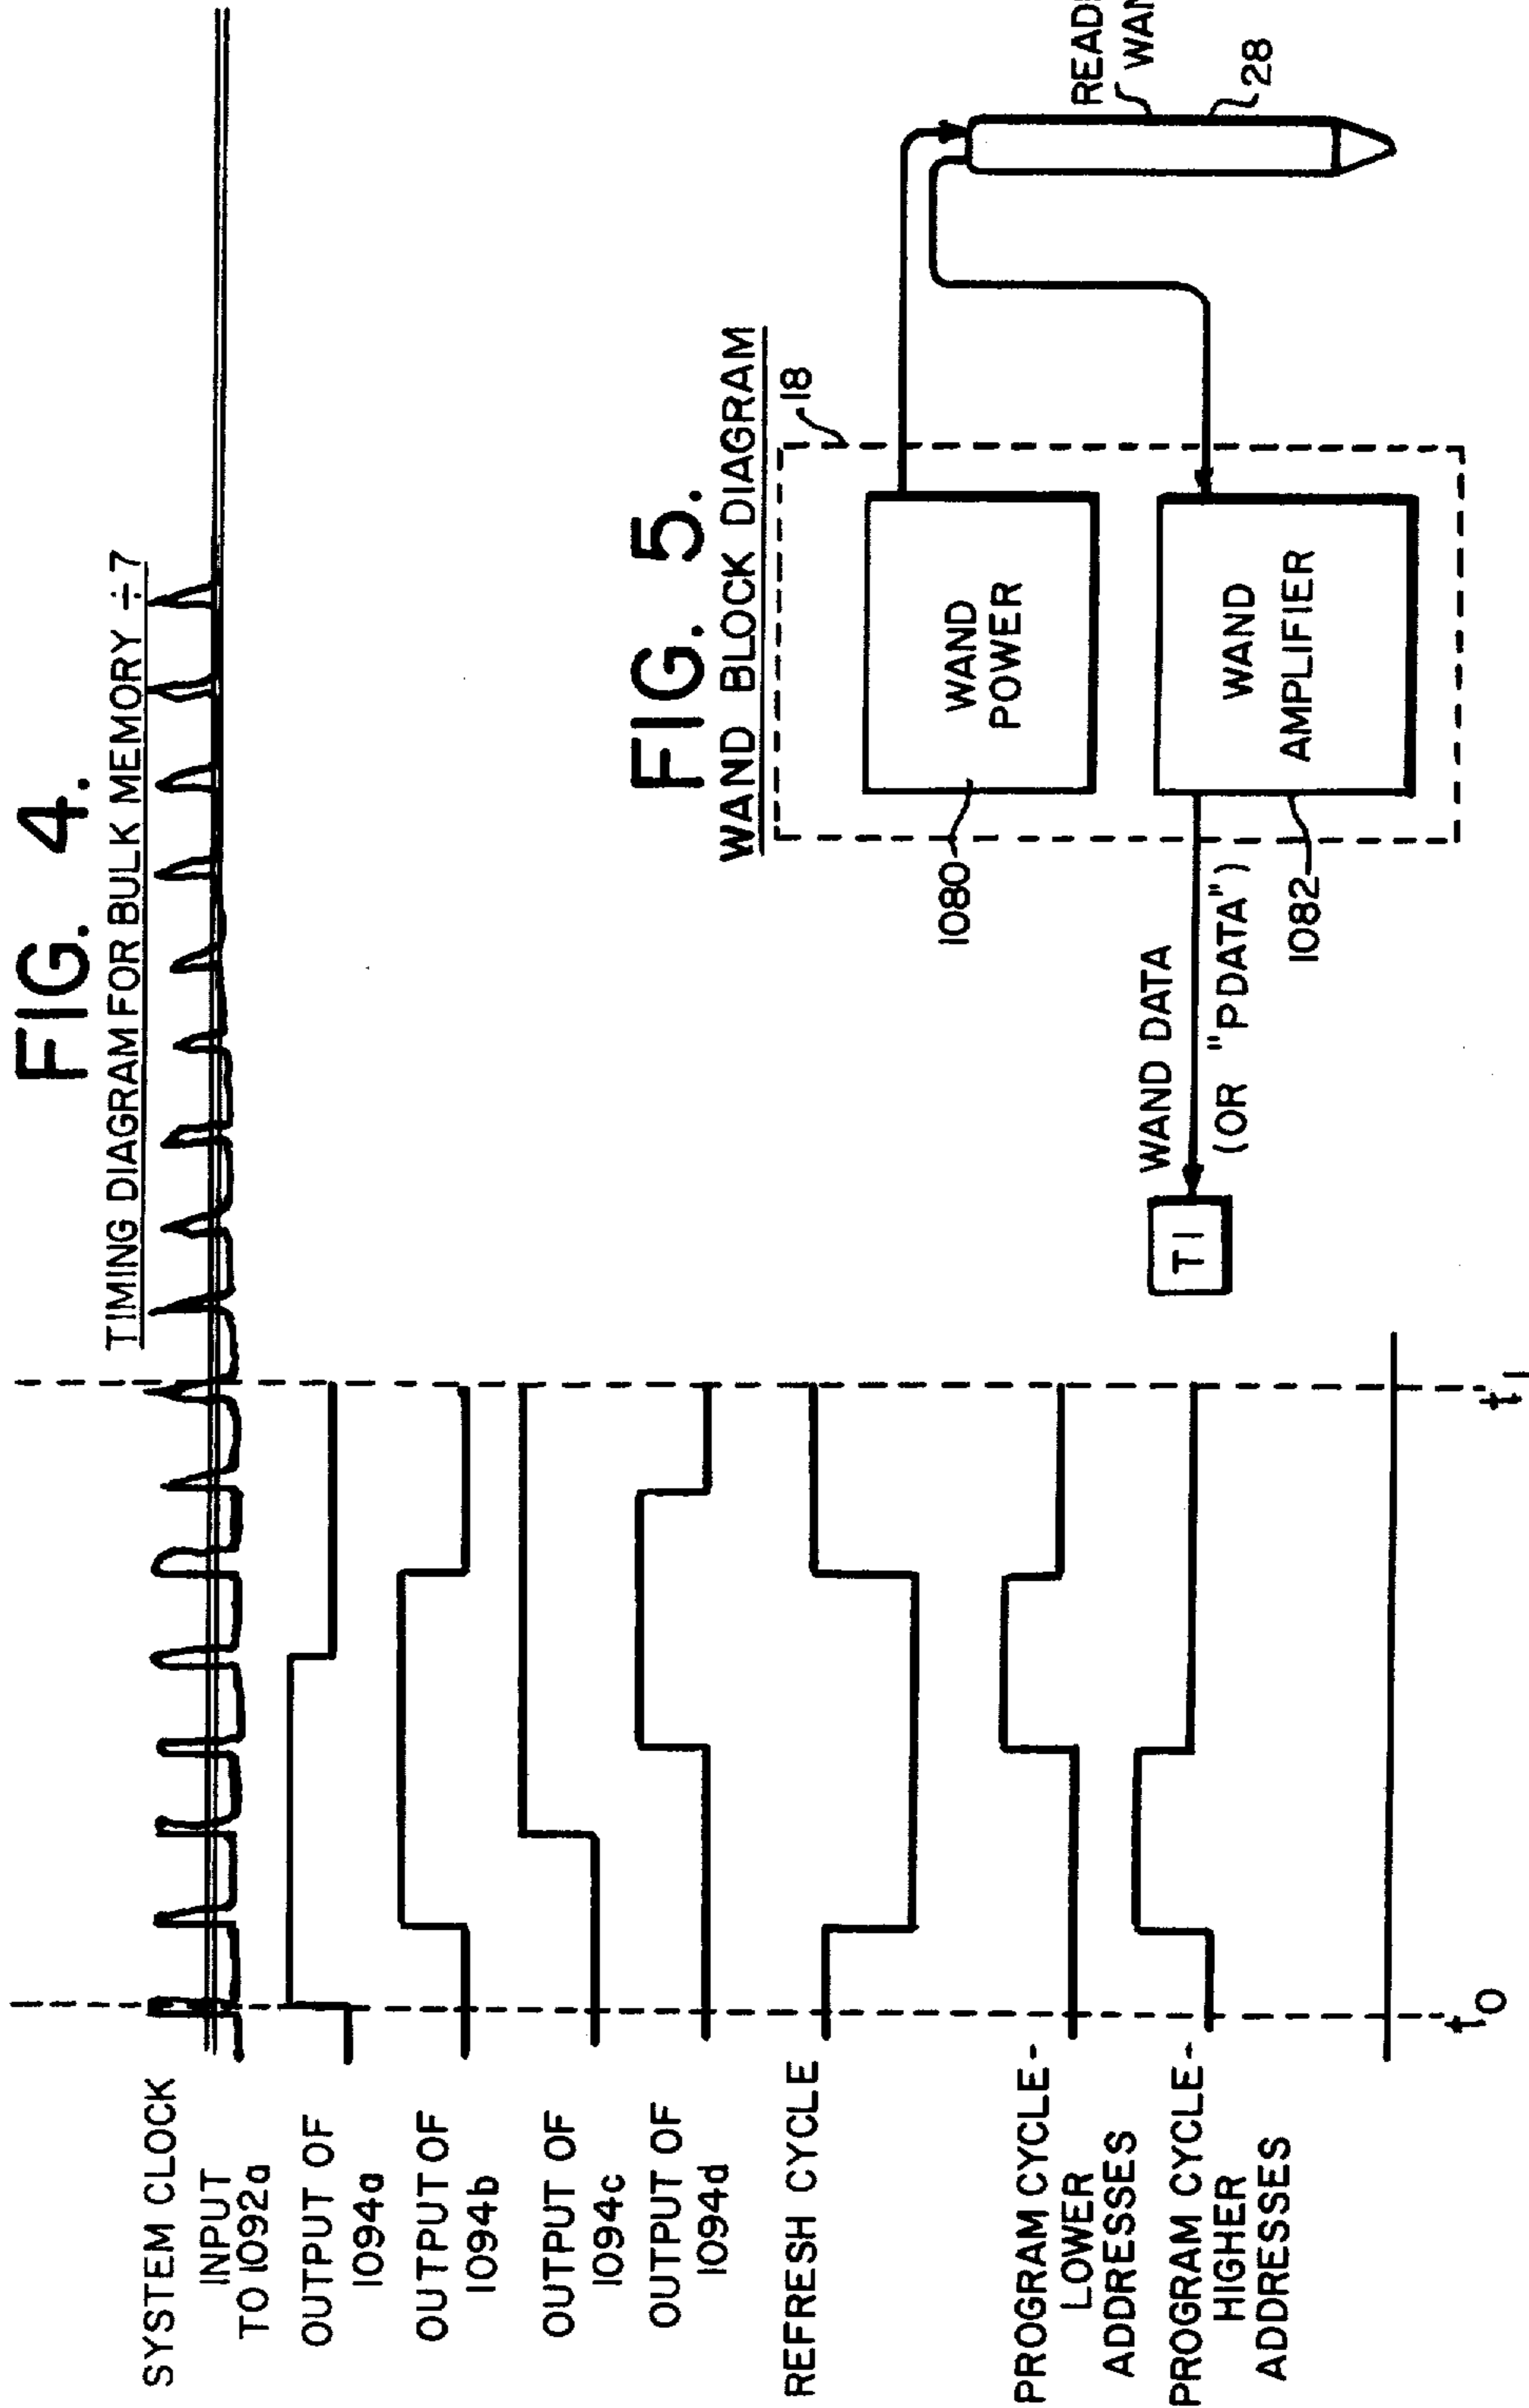 FIG. 4.
TIMING DIAGRAM FOR BULK MEMORY ÷7
SYSTEM CLOCK
INPUT
TO 1092a
OUTPUT OF
1094a
OUTPUT OF
1094b
OUTPUT OF
1094c
OUTPUT OF
1094d
REFRESH CYCLE
PROGRAM CYCLE-
LOWER
ADDRESSES
PROGRAM CYCLE-
HIGHER
ADDRESSES
t0
t1
FIG. 5.
WAND BLOCK DIAGRAM
18
WAND
POWER
1080
WAND
AMPLIFIER
1082
WAND DATA
(OR "PDATA")
T1
28